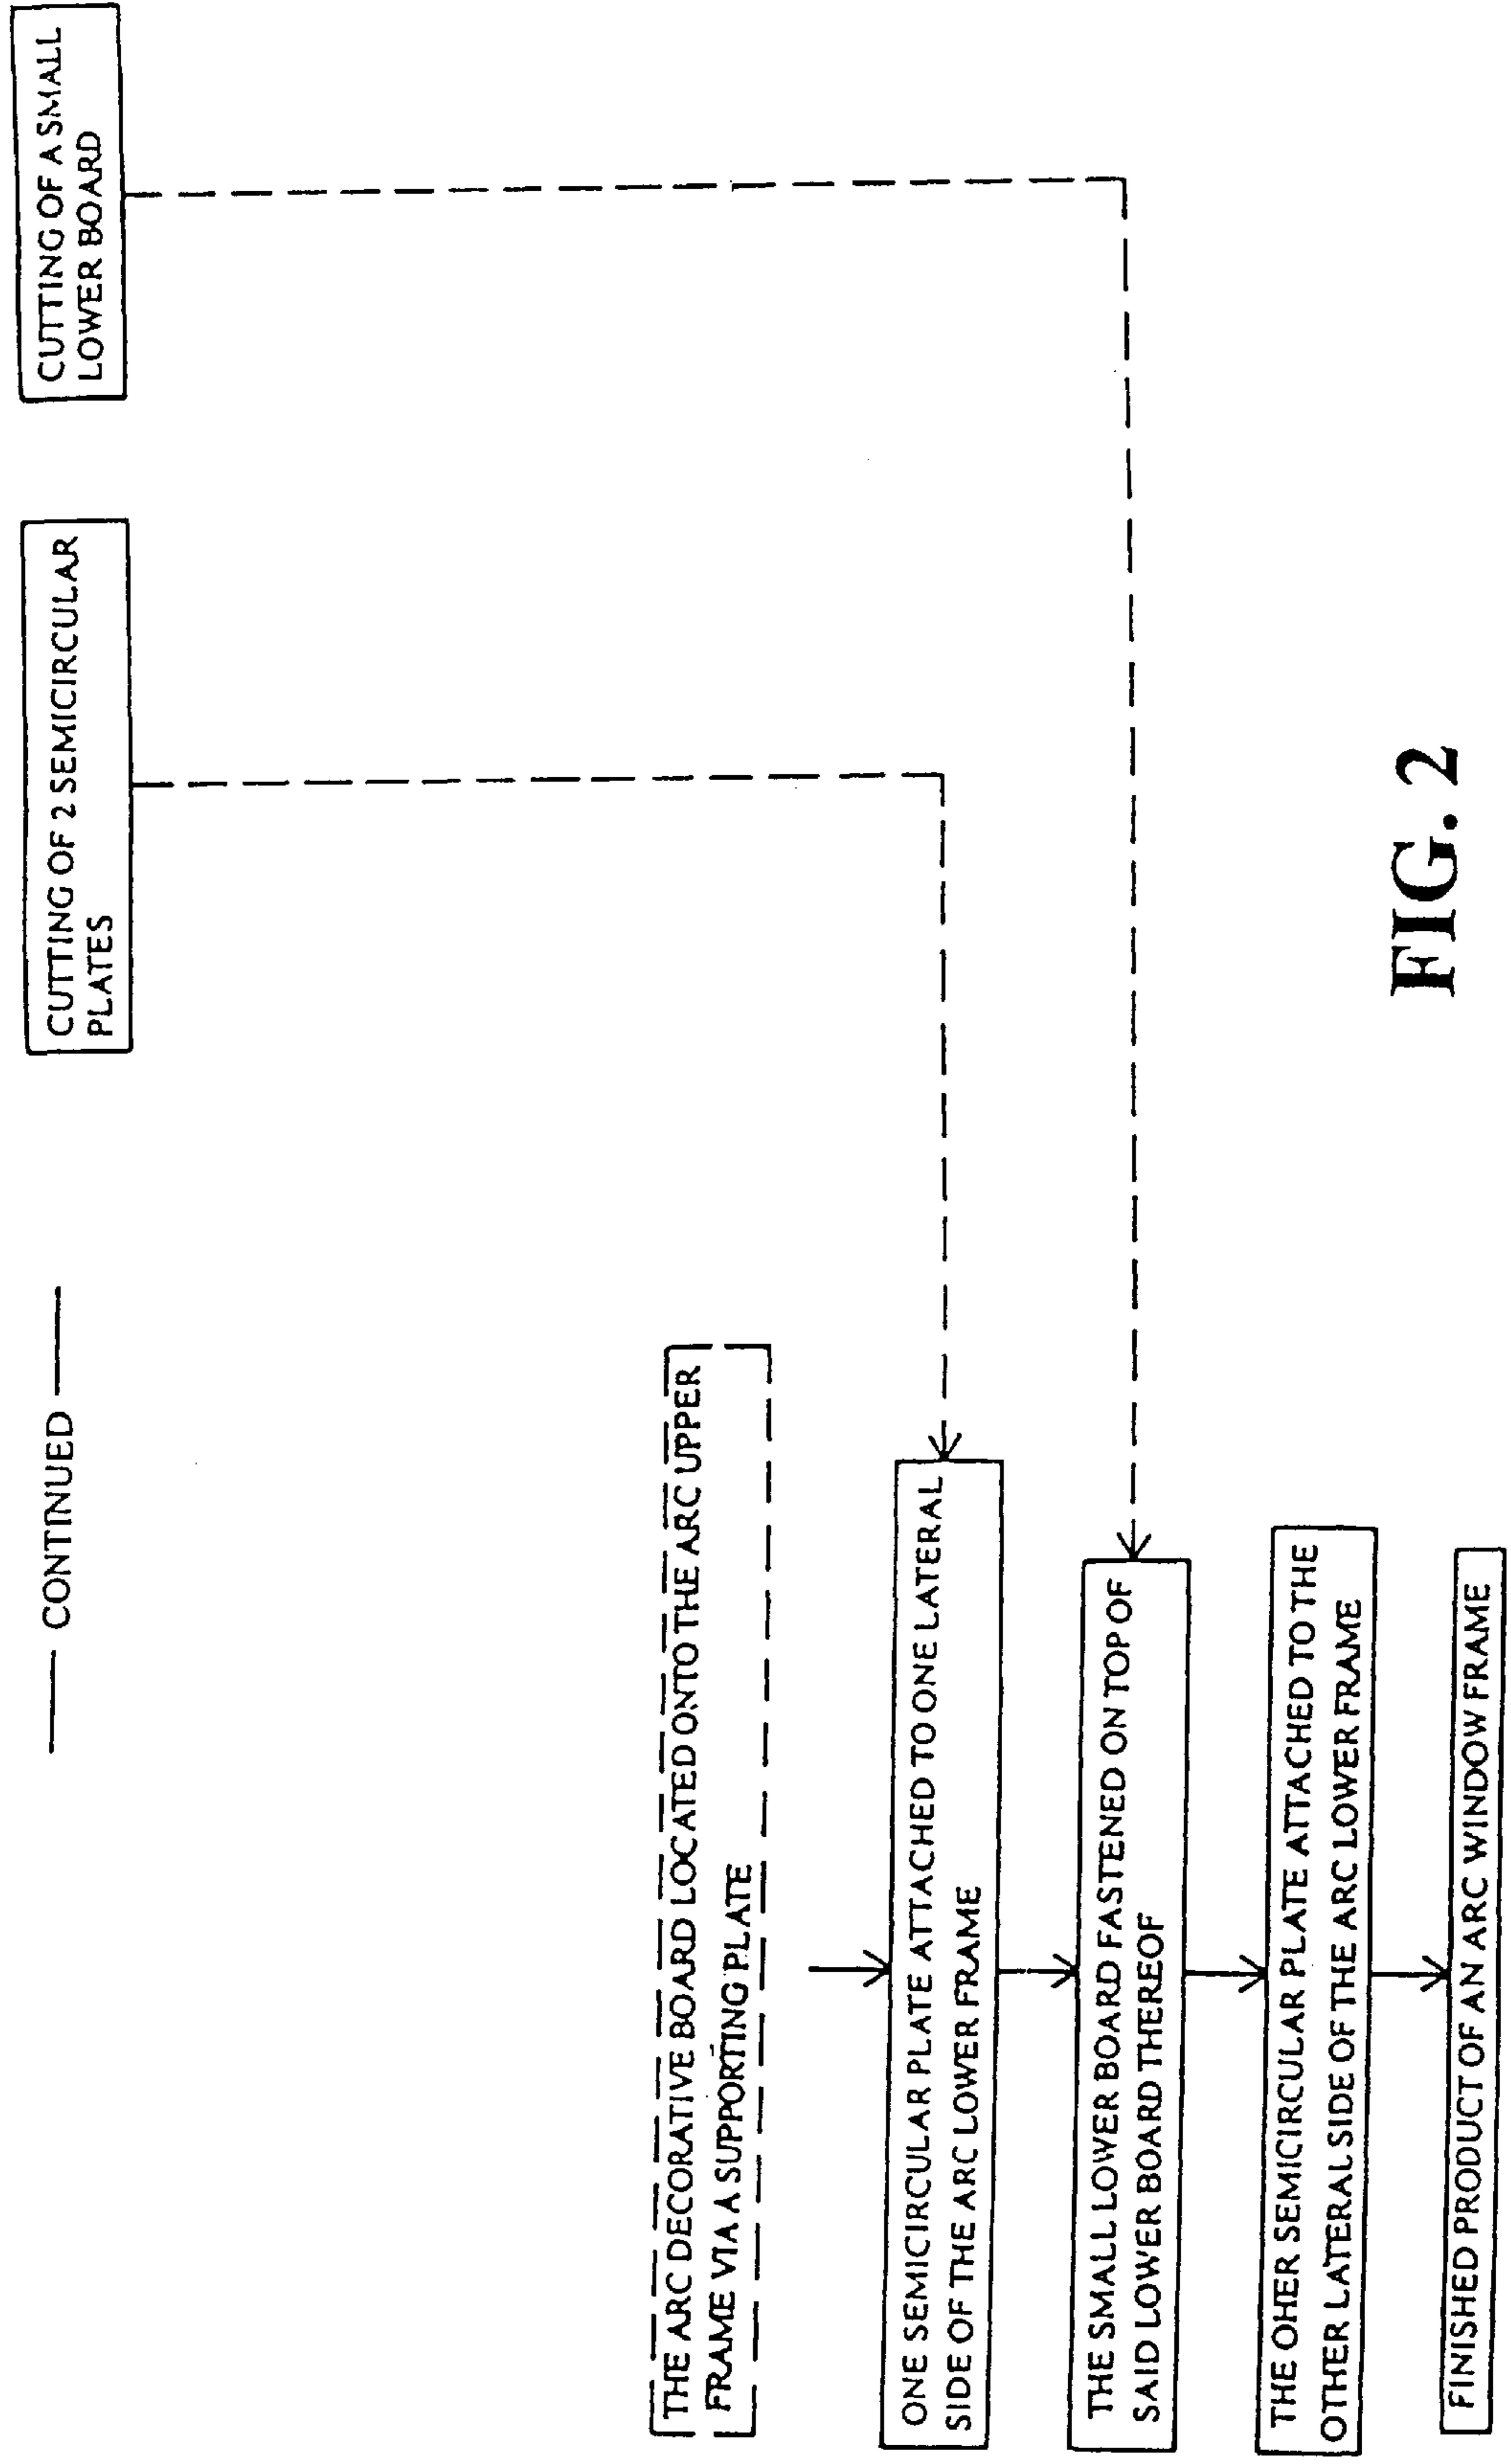 — CONTINUED —
CUTTING OF 2 SEMICIRCULAR
PLATES
CUTTING OF A SMALL
LOWER BOARD
THE ARC DECORATIVE BOARD LOCATED ONTO THE ARC UPPER
FRAME VIA A SUPPORTING PLATE
ONE SEMICIRCULAR PLATE ATTACHED TO ONE LATERAL
SIDE OF THE ARC LOWER FRAME
THE SMALL LOWER BOARD FASTENED ON TOP OF
SAID LOWER BOARD THEREOF
THE OHER SEMICIRCULAR PLATE ATTACHED TO THE
OTHER LATERAL SIDE OF THE ARC LOWER FRAME
FINISHED PRODUCT OF AN ARC WINDOW FRAME
FIG. 2